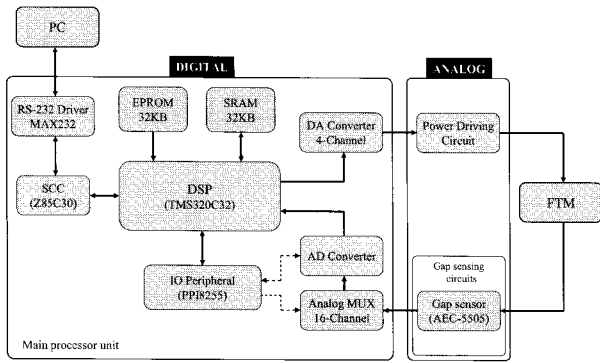 PC
DIGITAL
ANALOG
RS-232 Driver
MAX232
EPROM
32KB
SRAM
32KB
DA Converter
4-Channel
Power Driving
Circuit
SCC
(Z85C30)
DSP
(TMS320C32)
FTM
AD Converter
IO Peripheral
(PPI8255)
Analog MUX
16-Channel
Gap sensing
circuits
Gap sensor
(AEC-5505)
Main processor unit